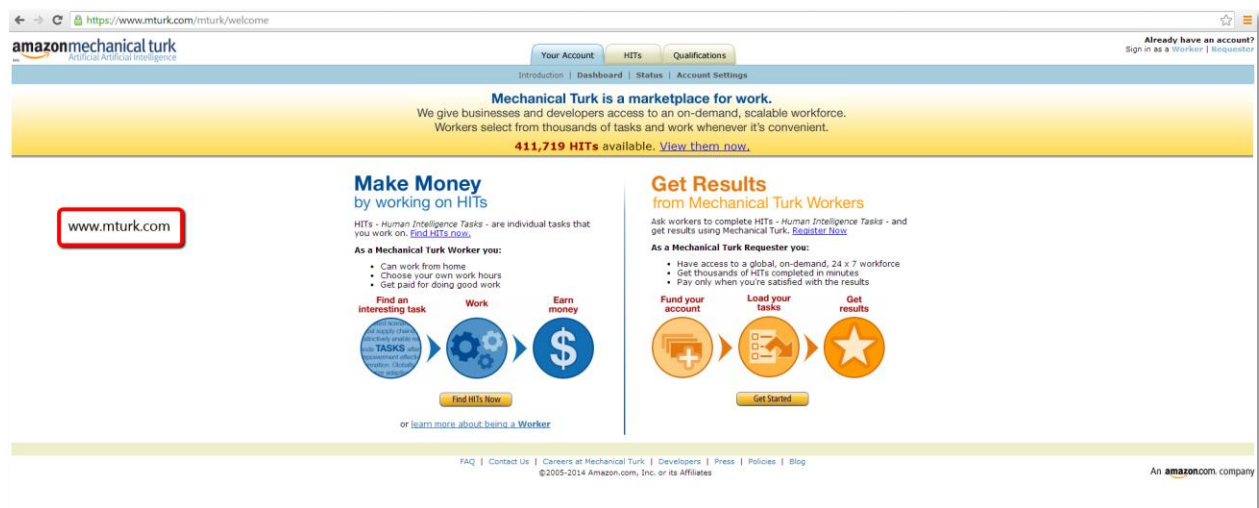 https://www.mturk.com/mturk/welcome
amazonmechanical turk
Artificial Artificial Intelligence
Your Account HITs Qualifications
Already have an account?
Sign in as a Worker | Requester
Introduction | Dashboard | Status | Account Settings
Mechanical Turk is a marketplace for work.
We give businesses and developers access to an on-demand, scalable workforce.
Workers select from thousands of tasks and work whenever it's convenient.
411,719 HITs available. View them now.
www.mturk.com
Make Money
by working on HITs
HITs - Human Intelligence Tasks - are individual tasks that
you work on. Find HITs now.
As a Mechanical Turk Worker you:
• Can work from home
• Choose your own work hours
• Get paid for doing good work
Find an
interesting task
Work
Earn
money
TASKS
$
Find HITs Now
or learn more about being a Worker
Get Results
from Mechanical Turk Workers
Ask workers to complete HITs - Human Intelligence Tasks - and
get results using Mechanical Turk. Register Now
As a Mechanical Turk Requester you:
• Have access to a global, on-demand, 24 x 7 workforce
• Get thousands of HITs completed in minutes
• Pay only when you're satisfied with the results
Fund your
account
Load your
tasks
Get
results
Get Started
FAQ | Contact Us | Careers at Mechanical Turk | Developers | Press | Policies | Blog
©2005-2014 Amazon.com, Inc. or its Affiliates
An amazon.com. company